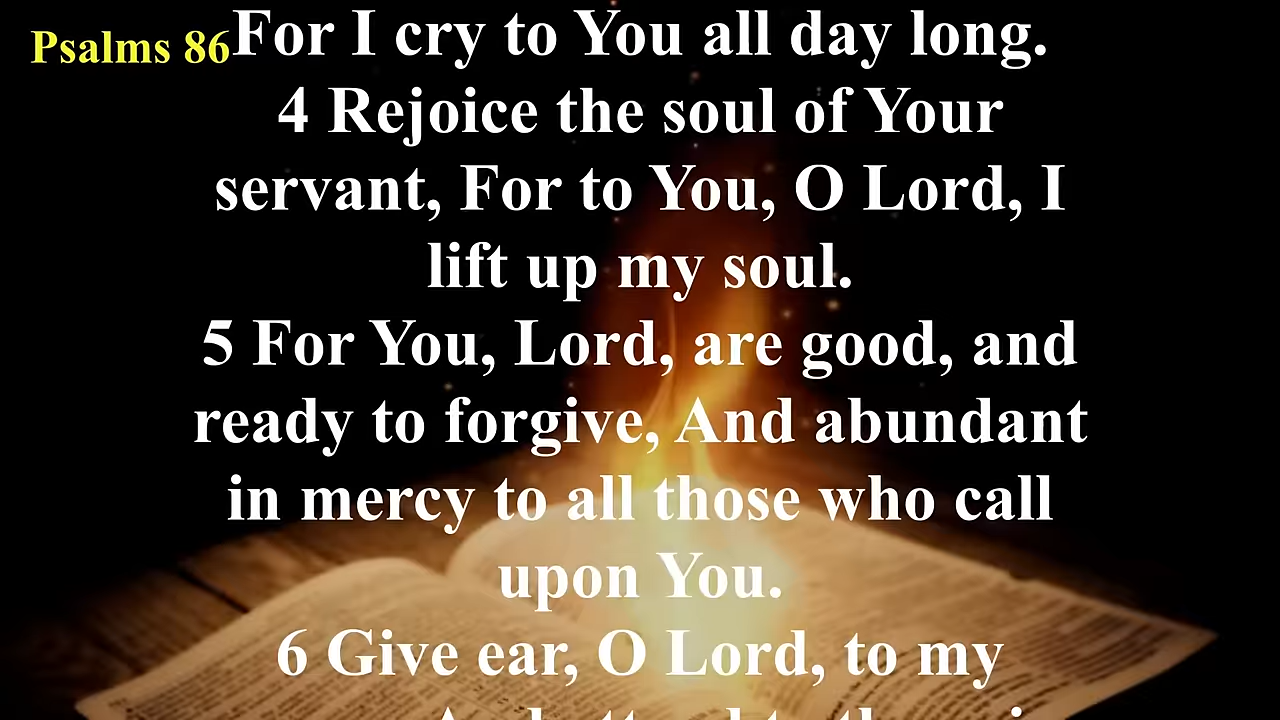 Psalms 86
For I cry to You all day long.
4 Rejoice the soul of Your
servant, For to You, O Lord, I
lift up my soul.
5 For You, Lord, are good, and
ready to forgive, And abundant
in mercy to all those who call
upon You.
6 Give ear, O Lord, to my